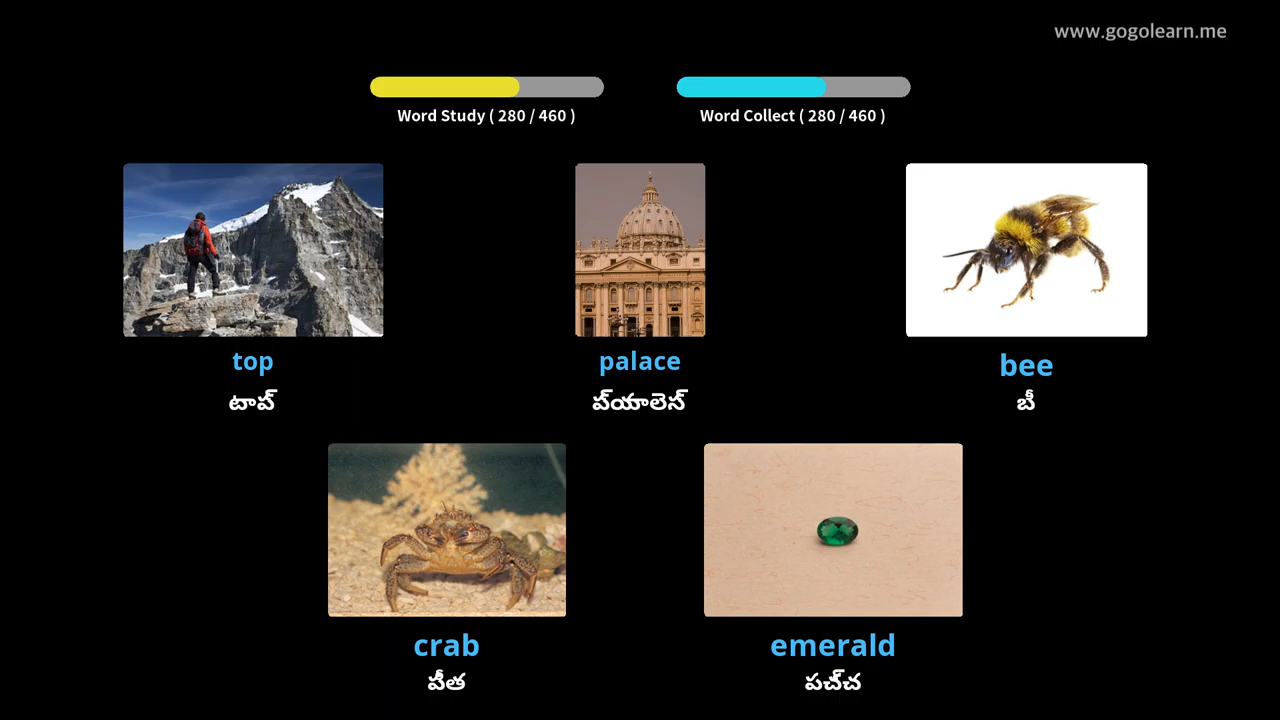 www.gogolearn.me
Word Study ( 280 / 460 )
Word Collect ( 280 / 460 )
top
టాప్
palace
ప్యాలెస్
bee
బీ
crab
పీత
emerald
పచ్చ